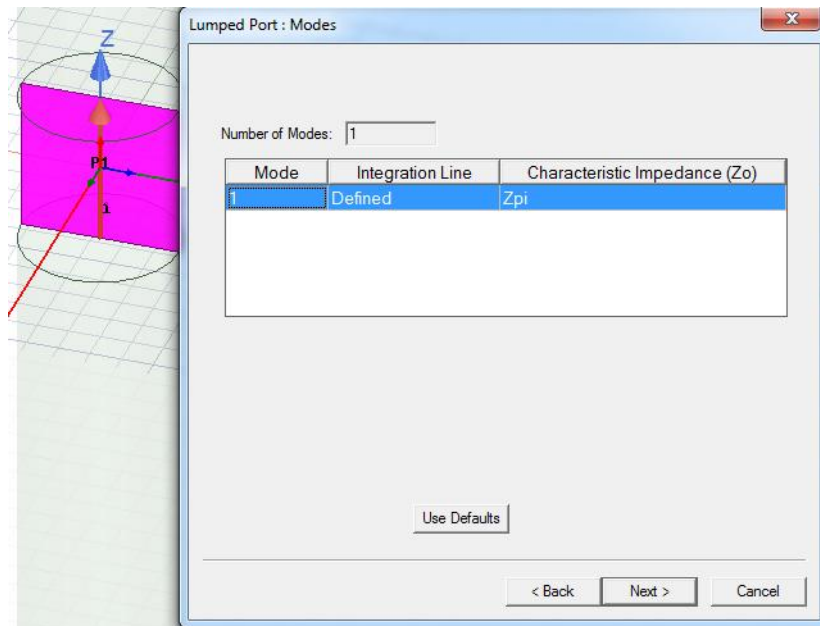 Lumped Port : Modes
Z
P1
1
Number of Modes: 1
Mode Integration Line Characteristic Impedance (Zo)
1 Defined Zpi
Use Defaults
< Back Next > Cancel